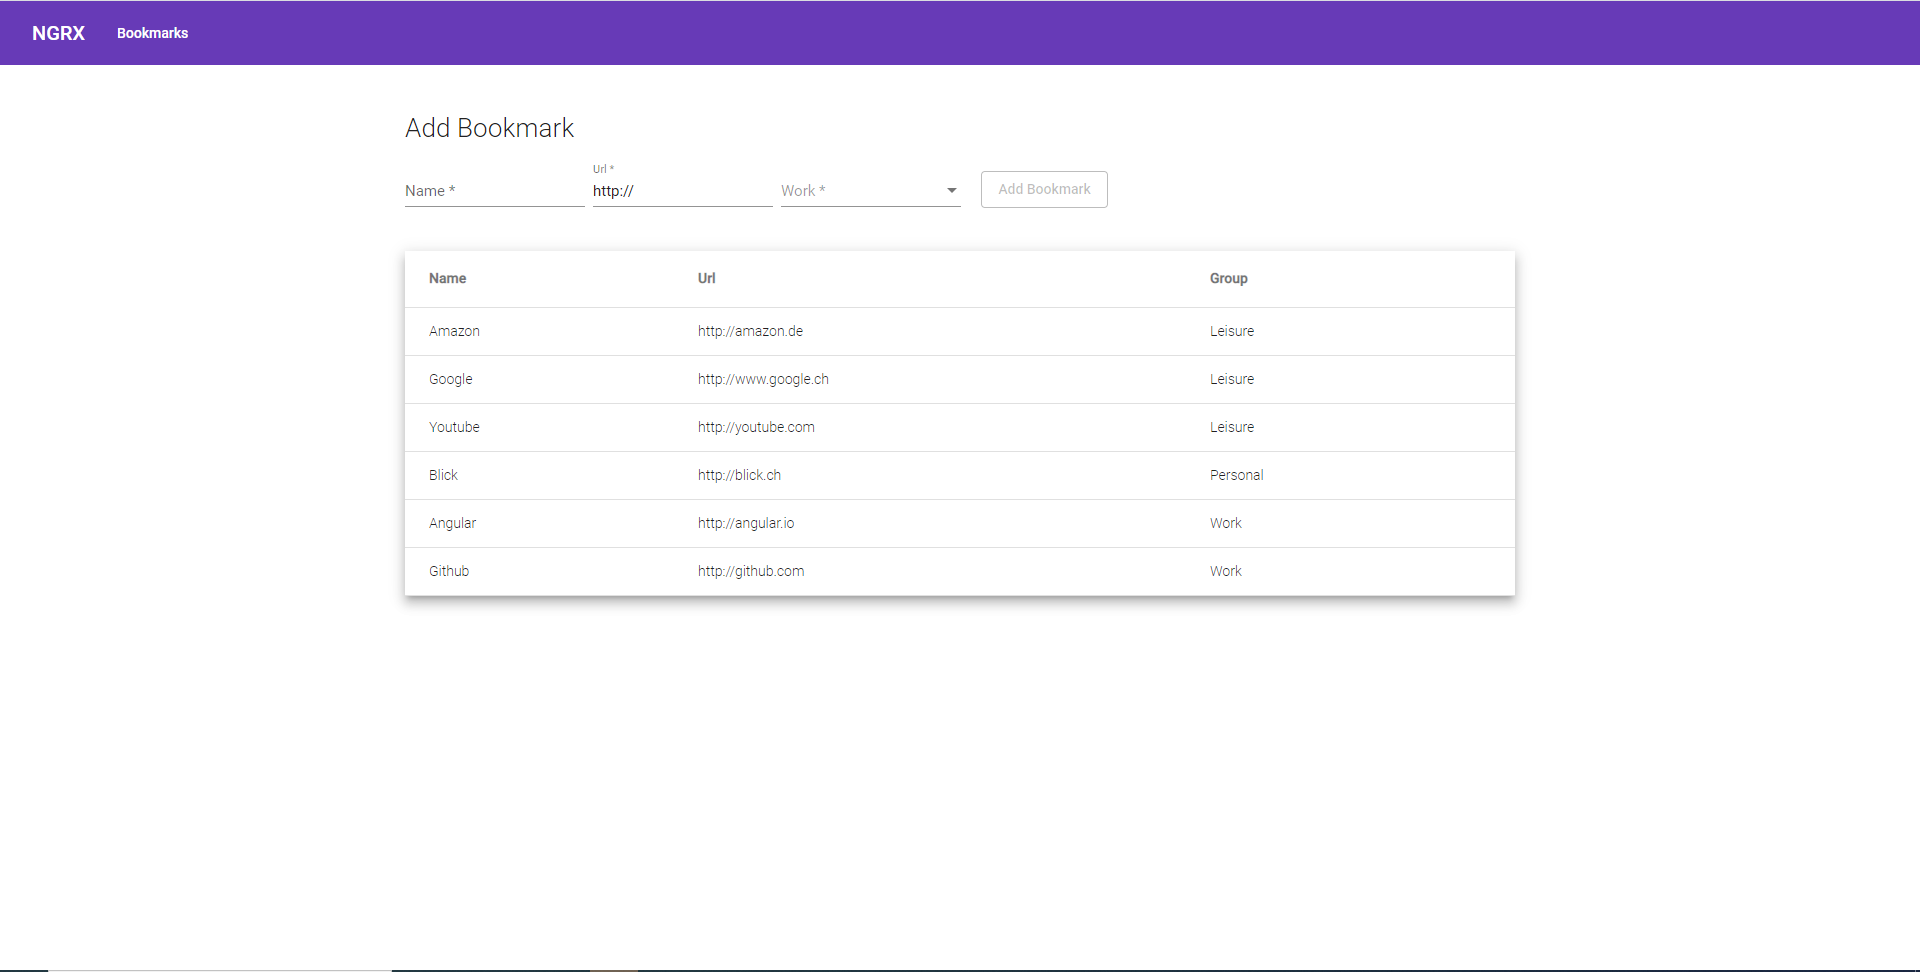 NGRX Bookmarks
Add Bookmark
Url *
Name * http:// Work * Add Bookmark
Name Url Group
Amazon http://amazon.de Leisure
Google http://www.google.ch Leisure
Youtube http://youtube.com Leisure
Blick http://blick.ch Personal
Angular http://angular.io Work
Github http://github.com Work